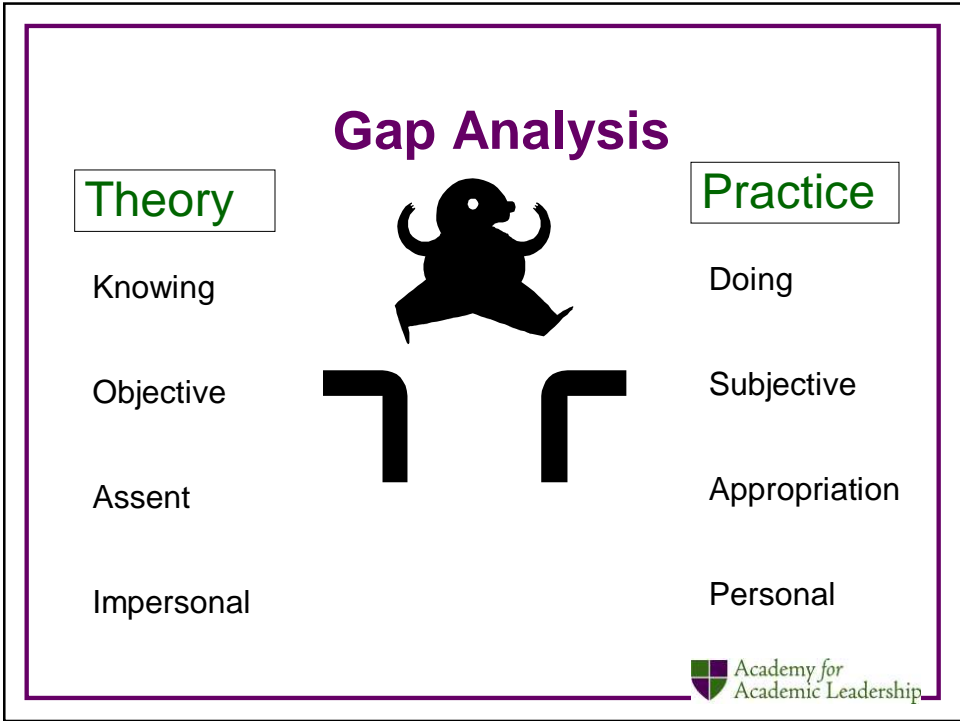 Gap Analysis
Theory
Knowing
Objective
Assent
Impersonal
Practice
Doing
Subjective
Appropriation
Personal
Academy for
Academic Leadership